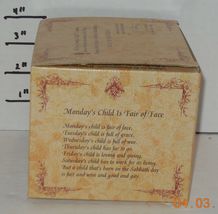 4"
3"
2"
1"
Monday's Child Is Fair of Face
Monday's child is fair of face,
Tuesday's child is full of grace,
Wednesday's child is full of woe,
Thursday's child has far to go.
Friday's child is loving and giving,
Saturday's child has to work for its living,
But a child that's born on the Sabbath day
is fair and wise and good and gay.
04.03.